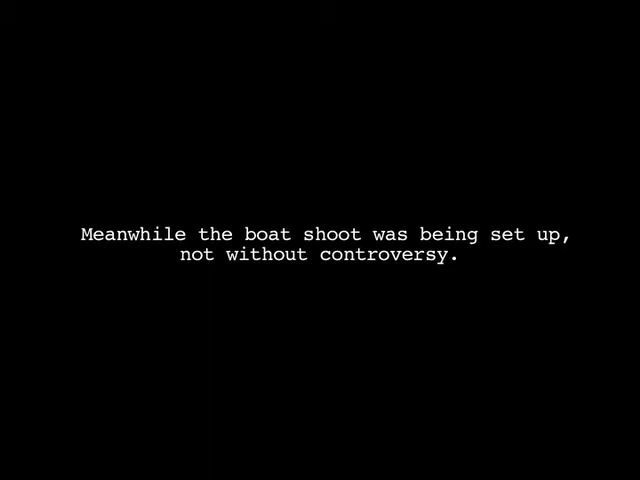 Meanwhile the boat shoot was being set up,
not without controversy.